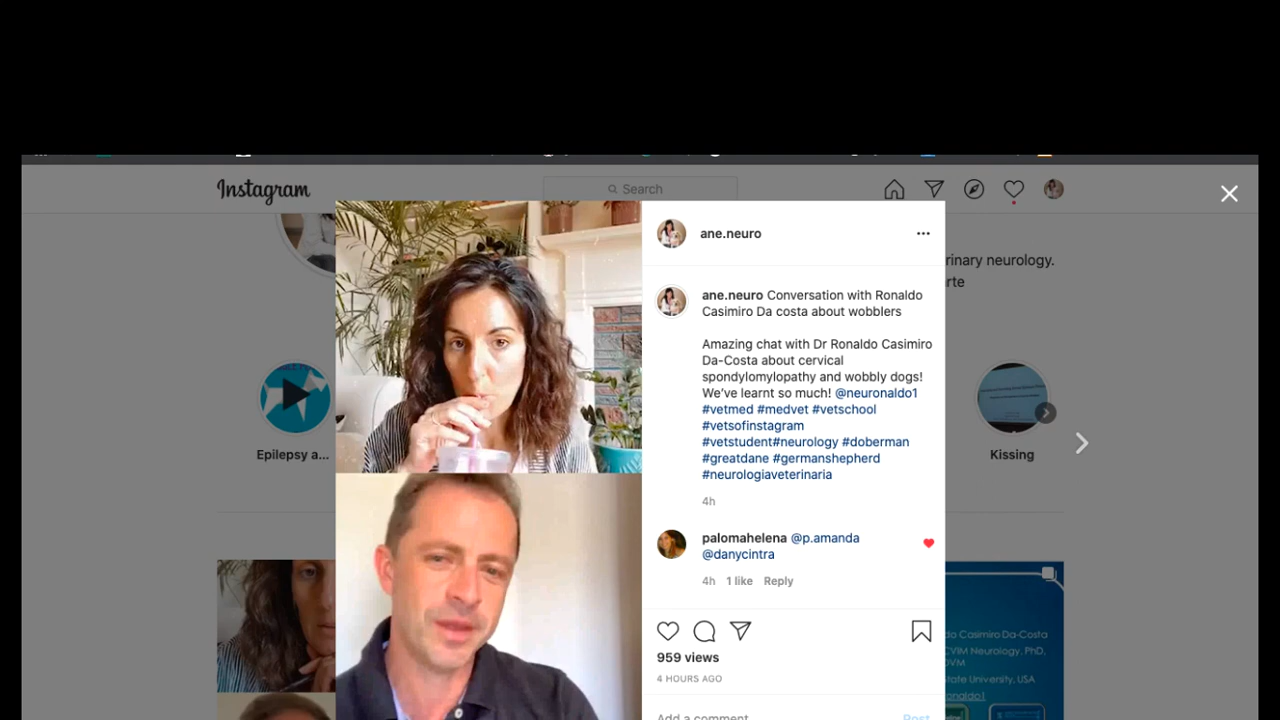 Instagram
Search
ane.neuro
rinary neurology.
rte
ane.neuro Conversation with Ronaldo
Casimiro Da costa about wobblers
Amazing chat with Dr Ronaldo Casimiro
Da-Costa about cervical
spondylomylopathy and wobbly dogs!
We've learnt so much! @neuronaldo1
#vetmed #medvet #vetschool
#vetsofinstagram
#vetstudent#neurology #doberman
#greatdane #germanshepherd
#neurologiaveterinaria
4h
Epilepsy a...
Kissing
palomahelena @p.amanda
@danycintra
4h 1 like Reply
959 views
4 HOURS AGO
Add a comment
Post
do Casimiro Da-Costa
CVIM Neurology, PhD,
DVM
State University, USA
onaldo1